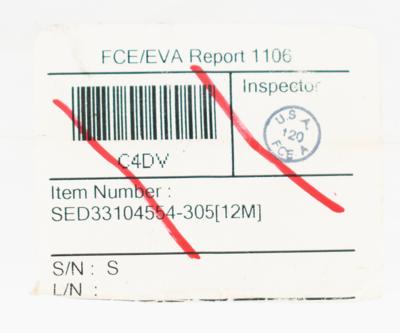 FCE/EVA Report 1106
Inspector
U.S.A.
120
FCE A
C4DV
Item Number :
SED33104554-305[12M]
S/N : S
L/N :